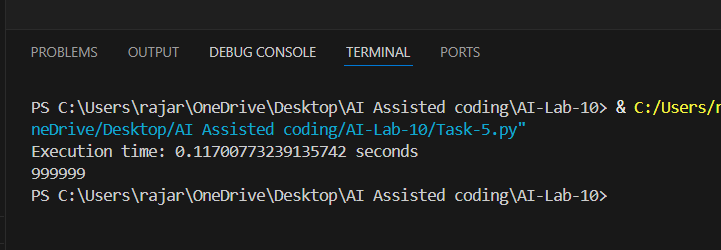 PROBLEMS OUTPUT DEBUG CONSOLE TERMINAL PORTS
PS C:\Users\rajar\OneDrive\Desktop\AI Assisted coding\AI-Lab-10> & C:/Users/
neDrive/Desktop/AI Assisted coding/AI-Lab-10/Task-5.py"
Execution time: 0.11700773239135742 seconds
999999
PS C:\Users\rajar\OneDrive\Desktop\AI Assisted coding\AI-Lab-10>